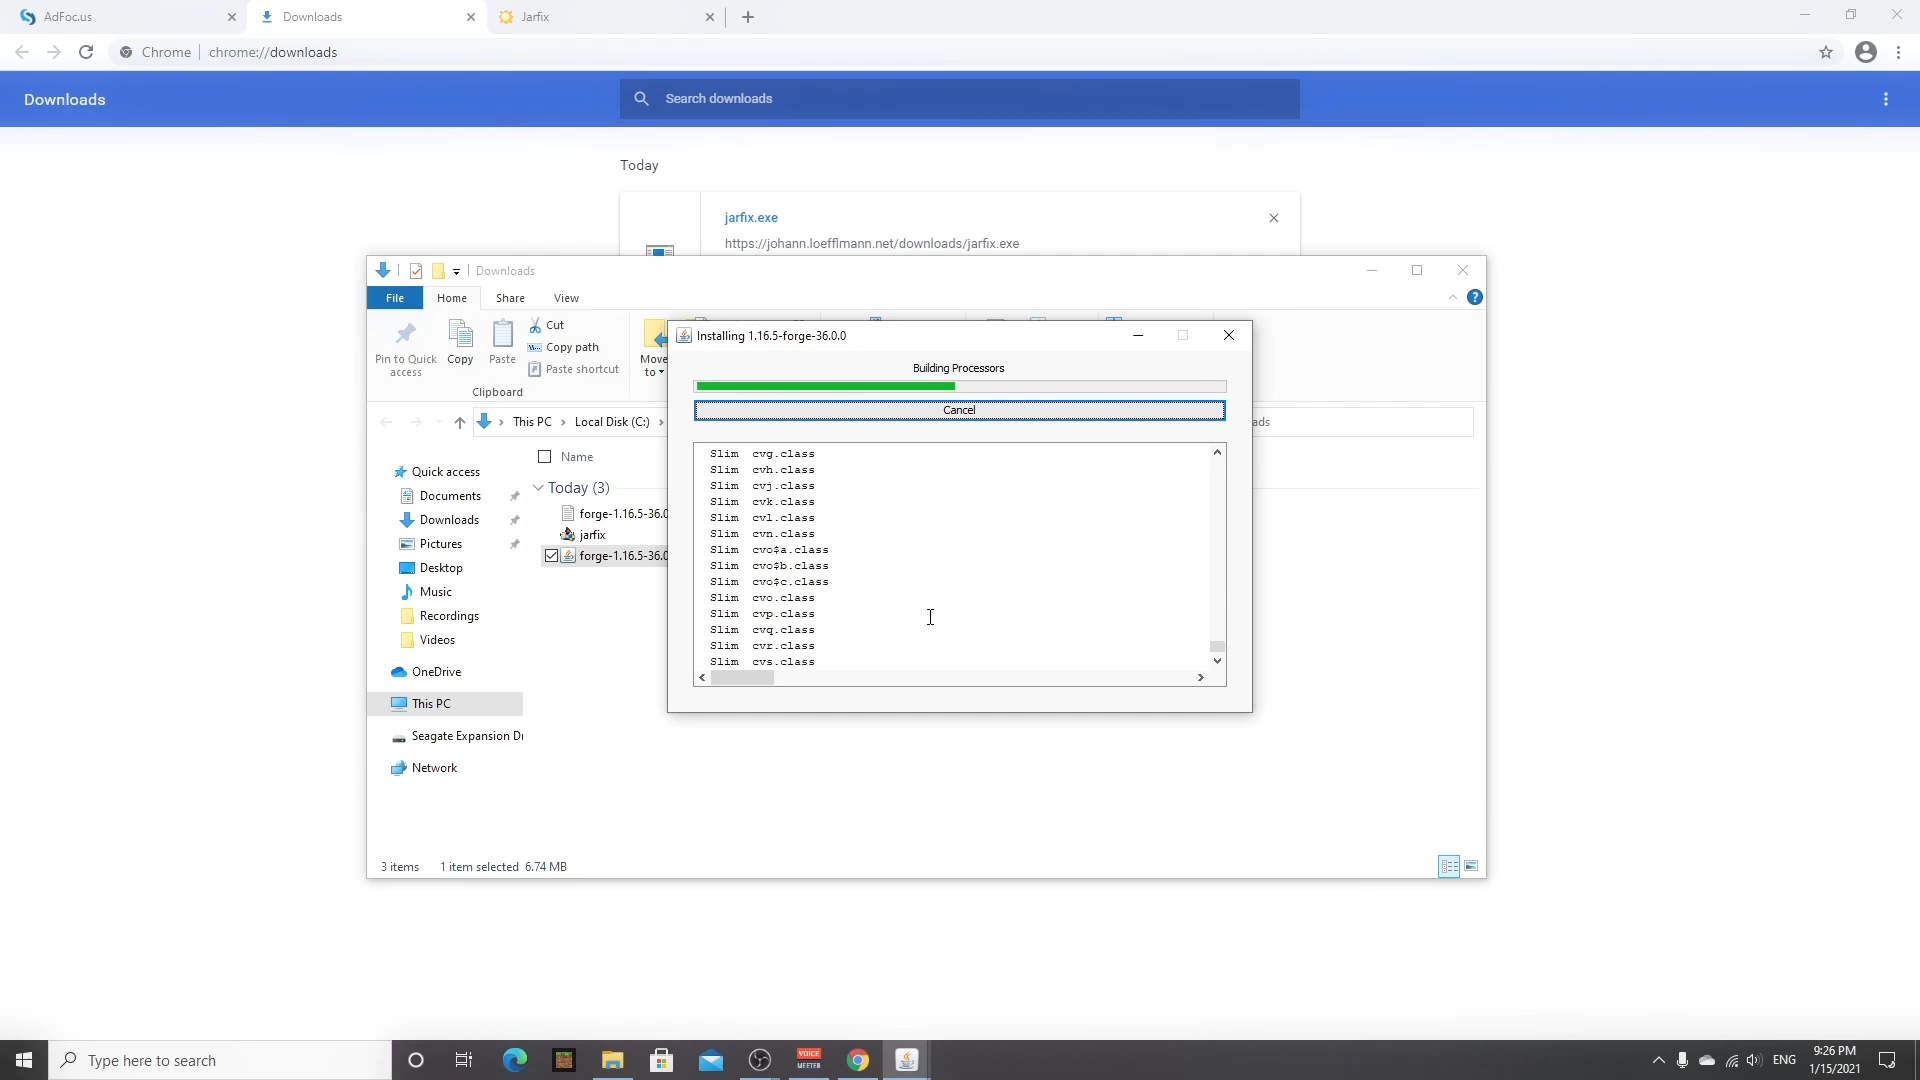 AdFoc.us
Downloads
Jarfix
Chrome
chrome://downloads
Downloads
Search downloads
Today
jarfix.exe
https://johann.loefflmann.net/downloads/jarfix.exe
Downloads
File
Home
Share
View
Pin to Quick
access
Copy
Paste
Cut
Copy path
Paste shortcut
Move
to
Clipboard
This PC
Local Disk (C:)
ads
Quick access
Documents
Downloads
Pictures
Desktop
Music
Recordings
Videos
OneDrive
This PC
Seagate Expansion Dr
Network
Name
Today (3)
forge-1.16.5-36.0
jarfix
forge-1.16.5-36.0
3 items
1 item selected 6.74 MB
Installing 1.16.5-forge-36.0.0
Building Processors
Cancel
Slim cvg.class
Slim cvh.class
Slim cvj.class
Slim cvk.class
Slim cvl.class
Slim cvn.class
Slim cvo$a.class
Slim cvo$b.class
Slim cvo$c.class
Slim cvo.class
Slim cvp.class
Slim cvq.class
Slim cvr.class
Slim cvs.class
Type here to search
VOICE
MEETER
ENG
9:26 PM
1/15/2021